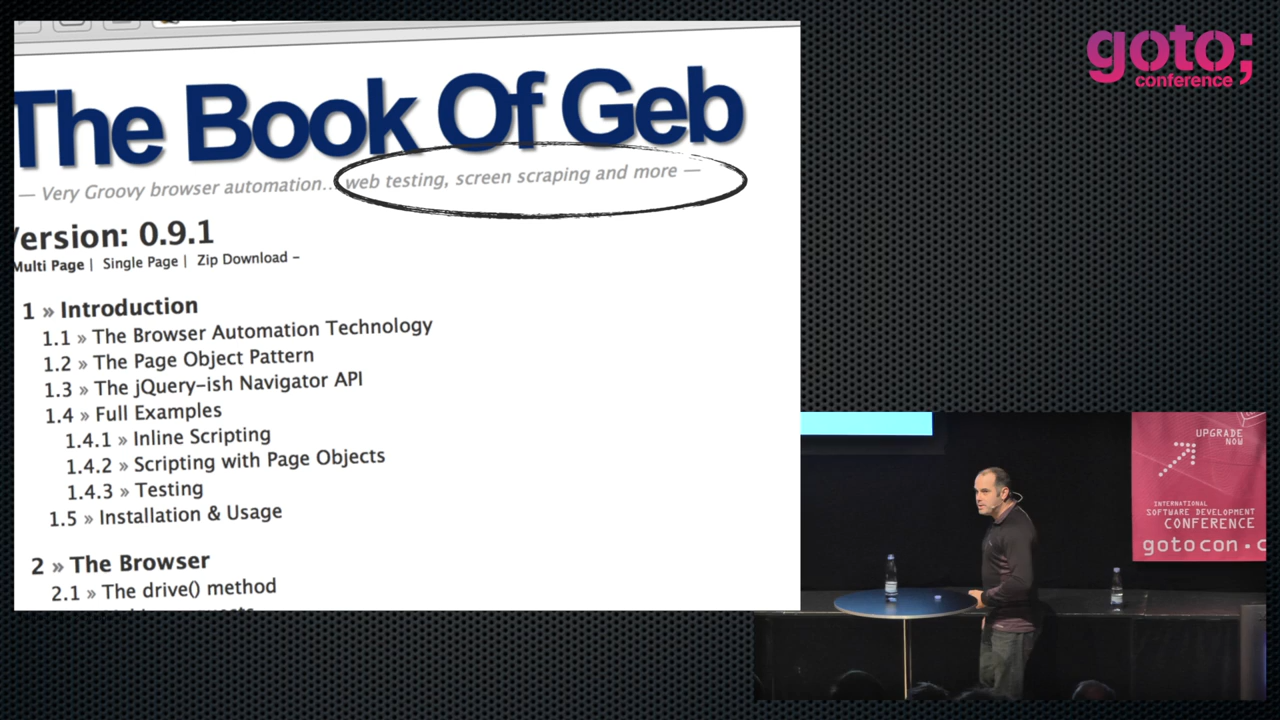 The Book Of Geb
— Very Groovy browser automation… web testing, screen scraping and more —
Version: 0.9.1
Multi Page | Single Page | Zip Download –
1 » Introduction
1.1 » The Browser Automation Technology
1.2 » The Page Object Pattern
1.3 » The jQuery-ish Navigator API
1.4 » Full Examples
1.4.1 » Inline Scripting
1.4.2 » Scripting with Page Objects
1.4.3 » Testing
1.5 » Installation & Usage
2 » The Browser
2.1 » The drive() method
goto;
conference
UPGRADE
NOW
INTERNATIONAL
SOFTWARE DEVELOPMENT
CONFERENCE
gotocon.c